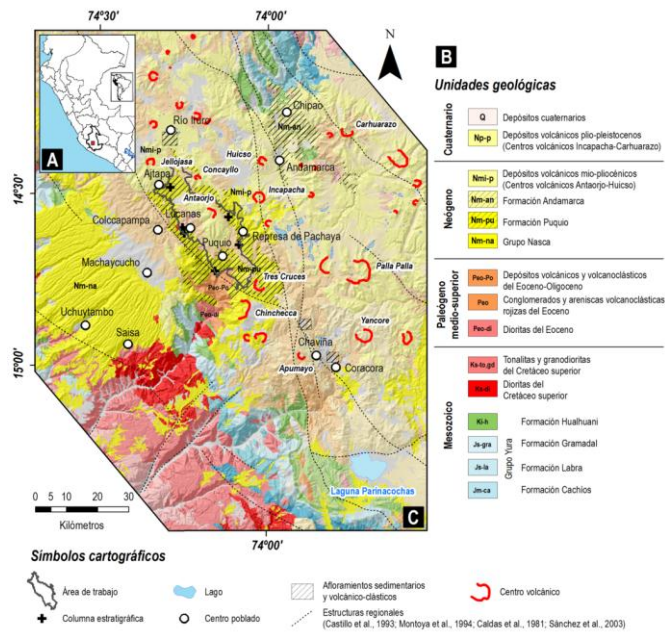 74°30'
74°00'
N
B
Unidades geológicas
Cuaternario
Q
Depósitos cuaternarios
Np-p
Depósitos volcánicos plio-pleistocenos
(Centros volcánicos Incapacha-Carhuarazo)
Neógeno
Nmi-p
Depósitos volcánicos mio-pliocénicos
(Centros volcánicos Antaorjo-Huicso)
Nm-an
Formación Andamarca
Nm-pu
Formación Puquio
Nm-na
Grupo Nasca
Paleógeno
medio-superior
Peo-Po
Depósitos volcánicos y volcanoclásticos
del Eoceno-Oligoceno
Peo
Conglomerados y areniscas volcanoclásticas
rojizas del Eoceno
Peo-di
Dioritas del Eoceno
Mesozoico
Ks-to,gd
Tonalitas y granodioritas
del Cretáceo superior
Ks-di
Dioritas del
Cretáceo superior
Ki-h
Formación Hualhuani
Grupo Yura
Js-gra
Formación Gramadal
Js-la
Formación Labra
Jm-ca
Formación Cachíos
A
Chipao
Nm-an
Carhuarazo
Nmi-p
Jellojasa
Huicso
Andamarca
14°30'
14°30'
Aitapa
Concayllo
Nmi-p
Incapacha
Antaorjo
Lucanas
Colccapampa
Represa de Pachaya
Puquio
Machaycucho
Nm-pu
Palla Palla
Tres Cruces
Peo-Po
Nm-na
Peo-di
Chinchecca
Yancore
Uchuytambo
Saisa
Chaviña
15°00'
15°00'
Apumayo
Coracora
Laguna Parinacochas
0 5 10 20 30
Kilómetros
C
74°00'
Símbolos cartográficos
Área de trabajo
Lago
Afloramientos sedimentarios
y volcánico-clásticos
Centro volcánico
Columna estratigráfica
Centro poblado
Estructuras regionales
(Castillo et al., 1993; Montoya et al., 1994; Caldas et al., 1981; Sánchez et al., 2003)